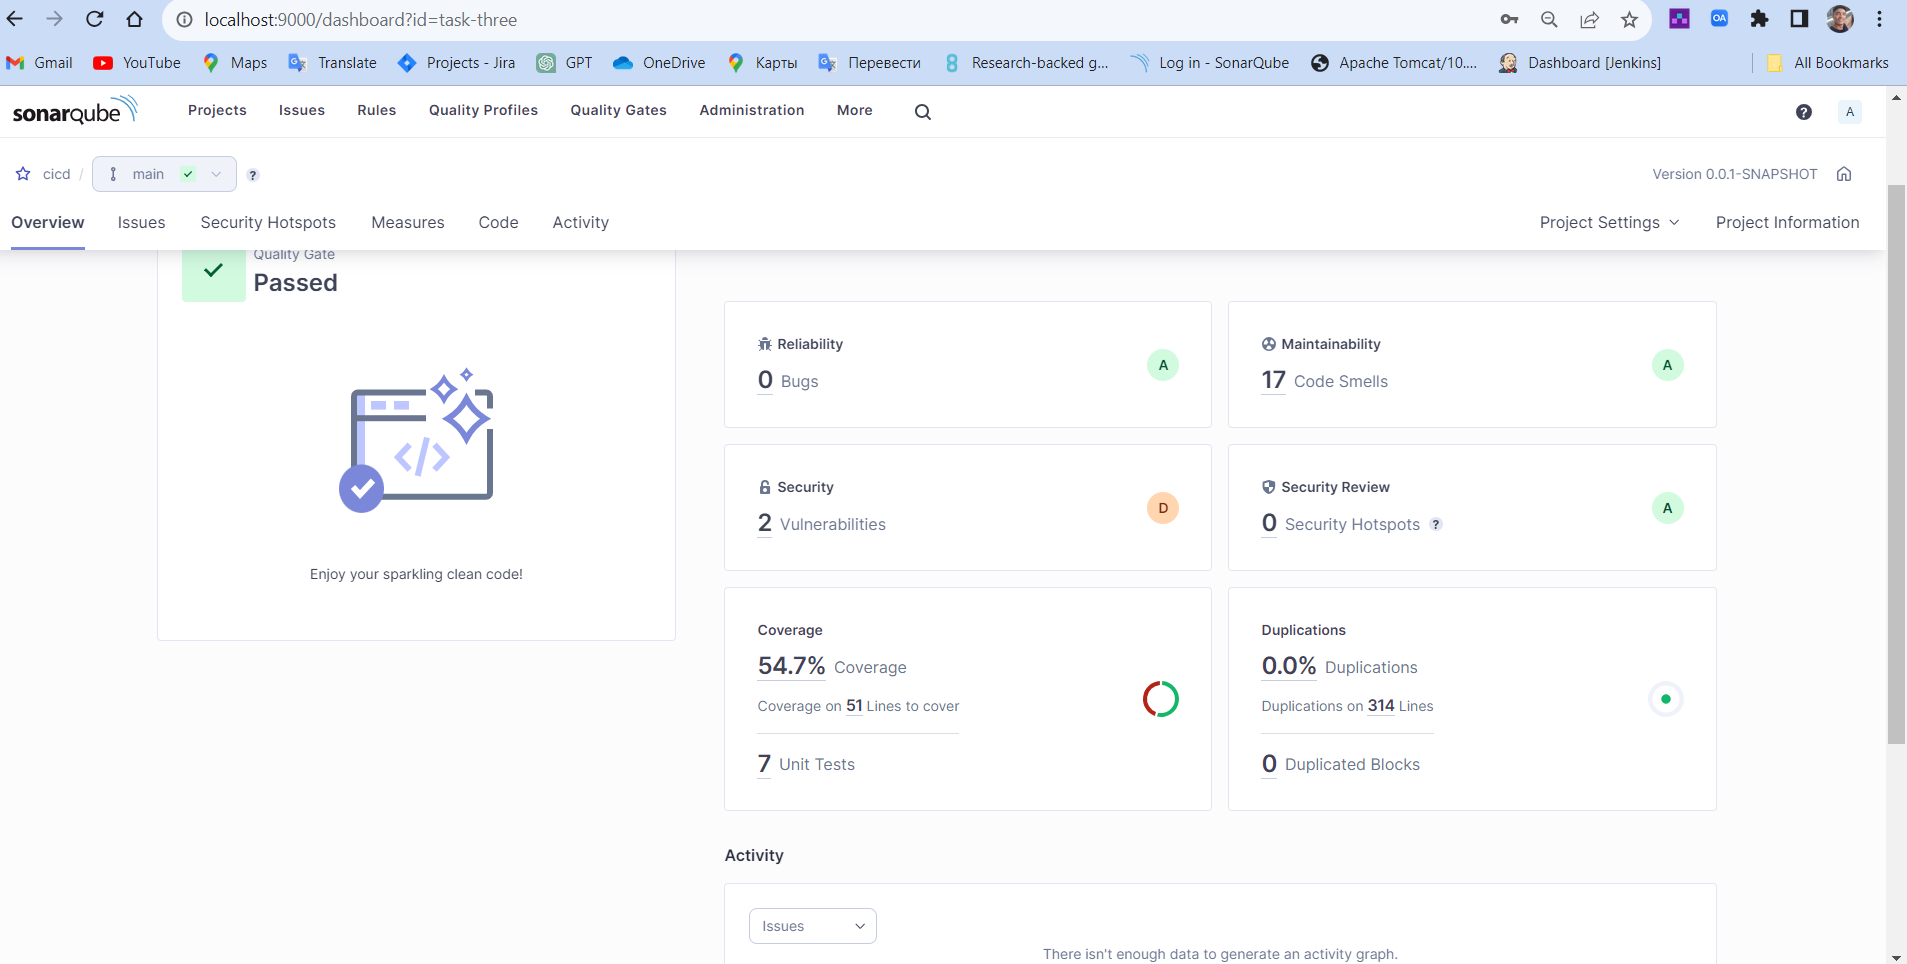 localhost:9000/dashboard?id=task-three
Gmail YouTube Maps Translate Projects - Jira GPT OneDrive Карты Перевести Research-backed g... Log in - SonarQube Apache Tomcat/10.... Dashboard [Jenkins] All Bookmarks
sonarqube Projects Issues Rules Quality Profiles Quality Gates Administration More ? A
cicd / main ? Version 0.0.1-SNAPSHOT
Overview Issues Security Hotspots Measures Code Activity Project Settings Project Information
Quality Gate
Passed
</>
Enjoy your sparkling clean code!
Reliability
0 Bugs
A
Maintainability
17 Code Smells
A
Security
2 Vulnerabilities
D
Security Review
0 Security Hotspots ?
A
Coverage
54.7% Coverage
Coverage on 51 Lines to cover
7 Unit Tests
Duplications
0.0% Duplications
Duplications on 314 Lines
0 Duplicated Blocks
Activity
Issues
There isn't enough data to generate an activity graph.